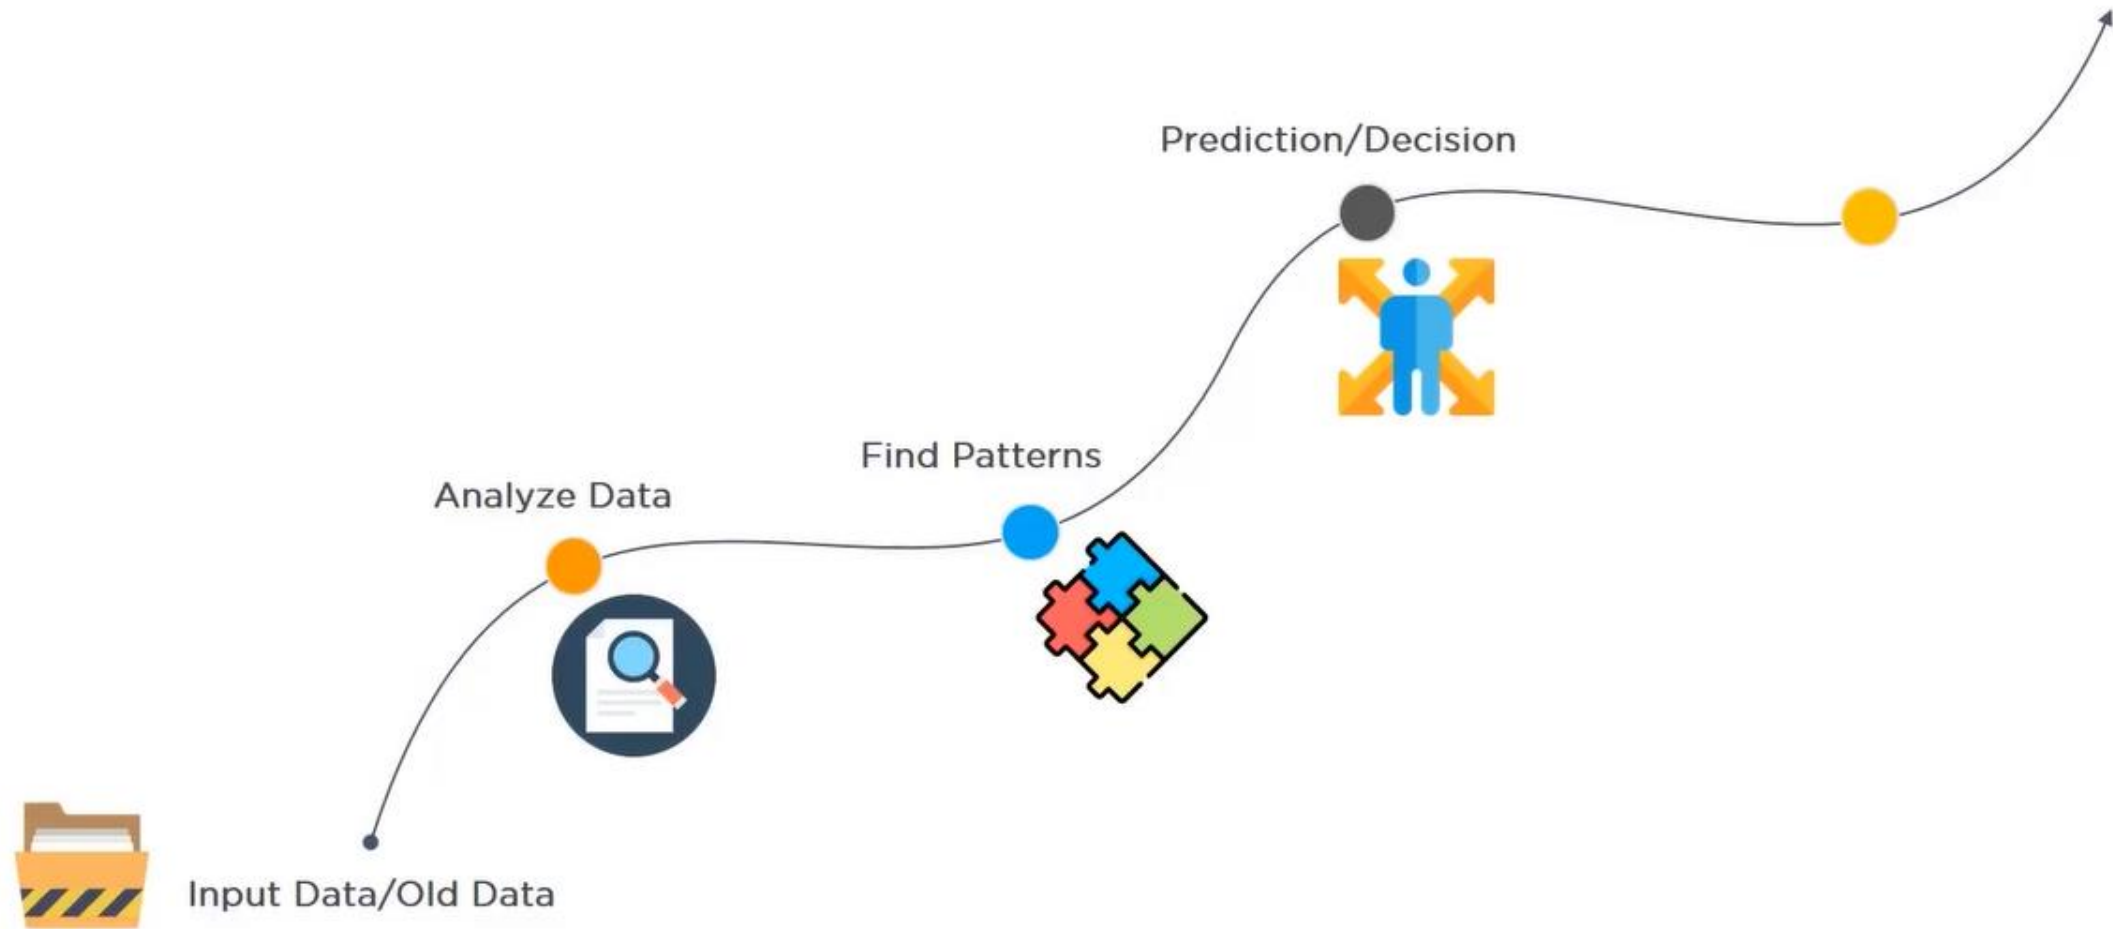 Prediction/Decision
Find Patterns
Analyze Data
Input Data/Old Data